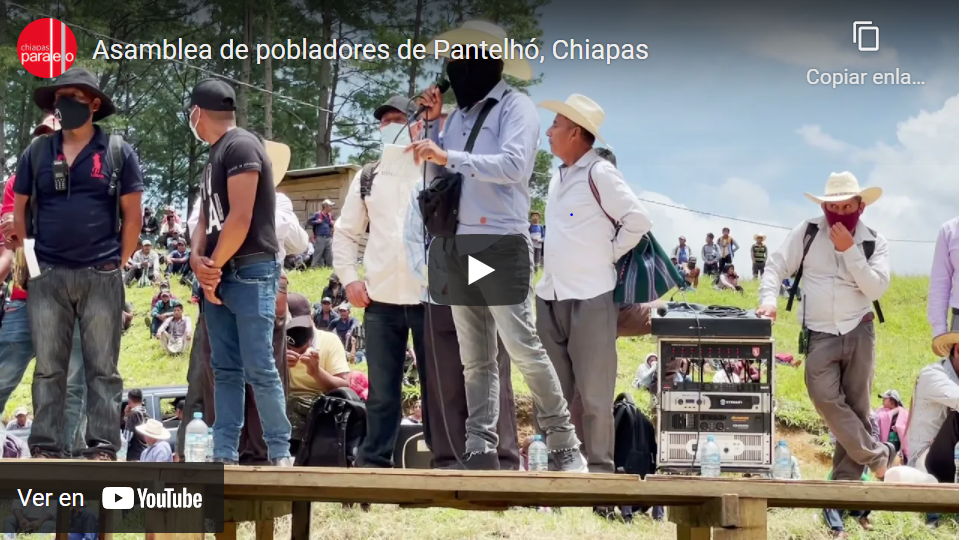 chiapas
paralelo
Asamblea de pobladores de Pantelhó, Chiapas
Copiar enla...
Ver en YouTube